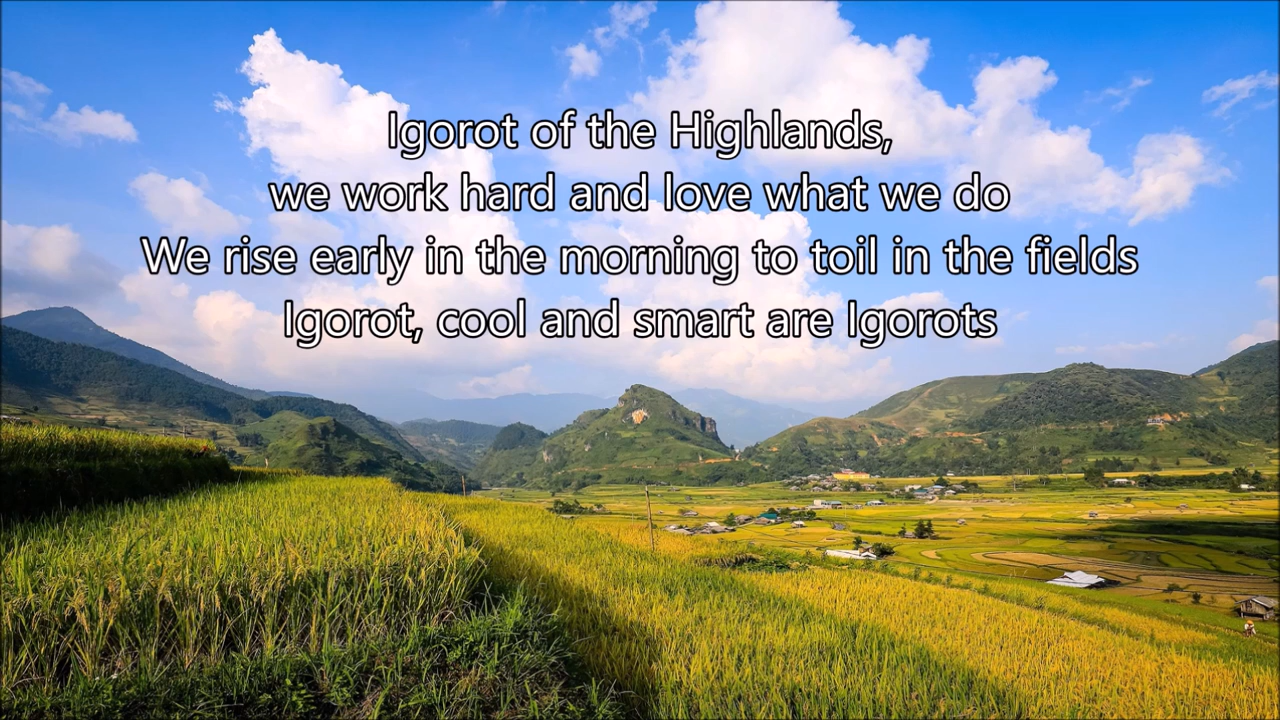 Igorot of the Highlands,
we work hard and love what we do
We rise early in the morning to toil in the fields
Igorot, cool and smart are Igorots